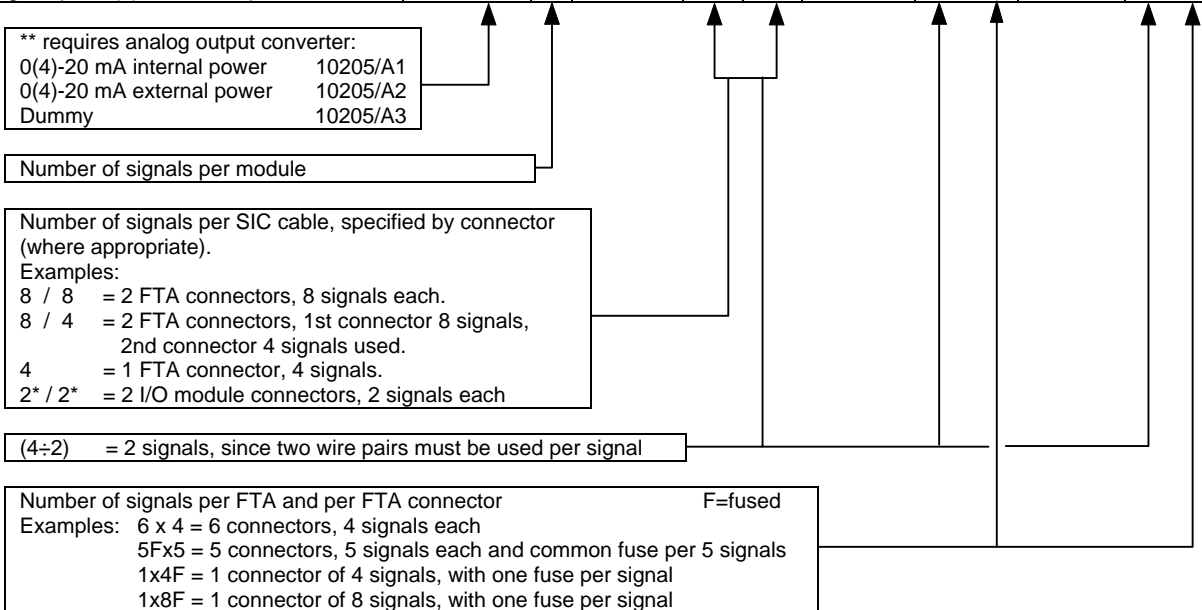 ** requires analog output converter:
0(4)-20 mA internal power 10205/A1
0(4)-20 mA external power 10205/A2
Dummy 10205/A3
Number of signals per module
Number of signals per SIC cable, specified by connector
(where appropriate).
Examples:
8 / 8 = 2 FTA connectors, 8 signals each.
8 / 4 = 2 FTA connectors, 1st connector 8 signals,
2nd connector 4 signals used.
4 = 1 FTA connector, 4 signals.
2* / 2* = 2 I/O module connectors, 2 signals each
(4÷2) = 2 signals, since two wire pairs must be used per signal
Number of signals per FTA and per FTA connector F=fused
Examples: 6 x 4 = 6 connectors, 4 signals each
5Fx5 = 5 connectors, 5 signals each and common fuse per 5 signals
1x4F = 1 connector of 4 signals, with one fuse per signal
1x8F = 1 connector of 8 signals, with one fuse per signal